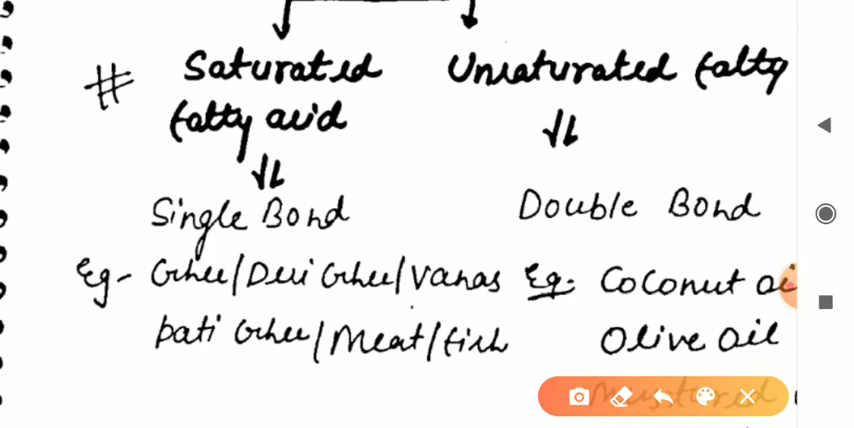 # Saturated Unsaturated fatty
fatty acid
Single Bond Double Bond
Eg- Ghee/Desi Ghee/Vanas Eg: Coconut oi
pati Ghee/Meat/fish Olive oil
Mustored